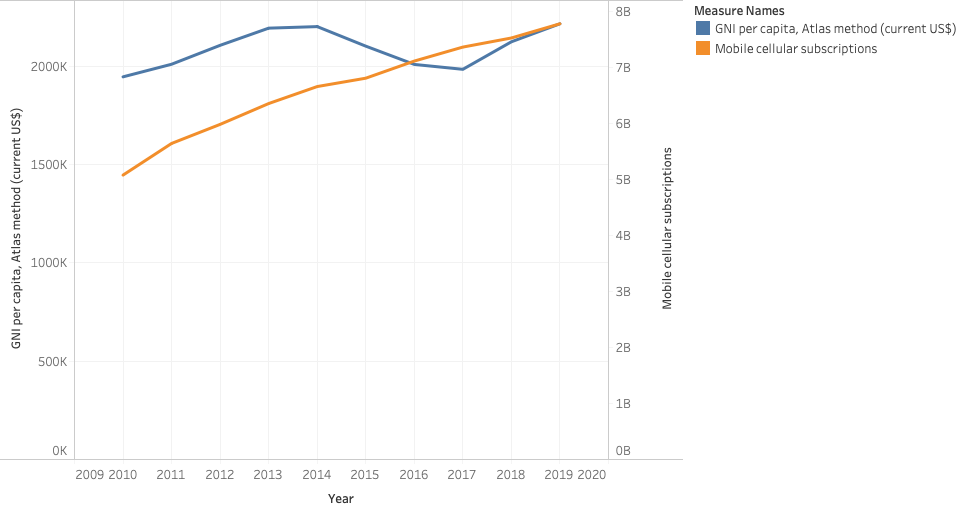 Measure Names
GNI per capita, Atlas method (current US$)
Mobile cellular subscriptions
GNI per capita, Atlas method (current US$)
2000K
1500K
1000K
500K
0K
8B
7B
6B
5B
4B
3B
2B
1B
0B
Mobile cellular subscriptions
2009 2010 2011 2012 2013 2014 2015 2016 2017 2018 2019 2020
Year